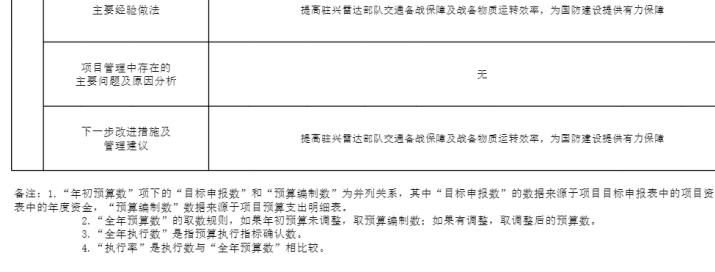 主要经验做法
提高驻兴雷达部队交通备战保障及战备物质运转效率，为国防建设提供有力保障
项目管理中存在的
主要问题及原因分析
无
下一步改进措施及
管理建议
提高驻兴雷达部队交通备战保障及战备物质运转效率，为国防建设提供有力保障
备注：1.“年初预算数”项下的“目标申报数”和“预算编制数”为并列关系，其中“目标申报数”的数据来源于项目目标申报表中的项目资
表中的年度资金，“预算编制数”数据来源于项目预算支出明细表。
2.“全年预算数”的取数规则，如果年初预算未调整，取预算编制数；如果有调整，取调整后的预算数。
3.“全年执行数”是指预算执行指标确认数。
4.“执行率”是执行数与“全年预算数”相比较。